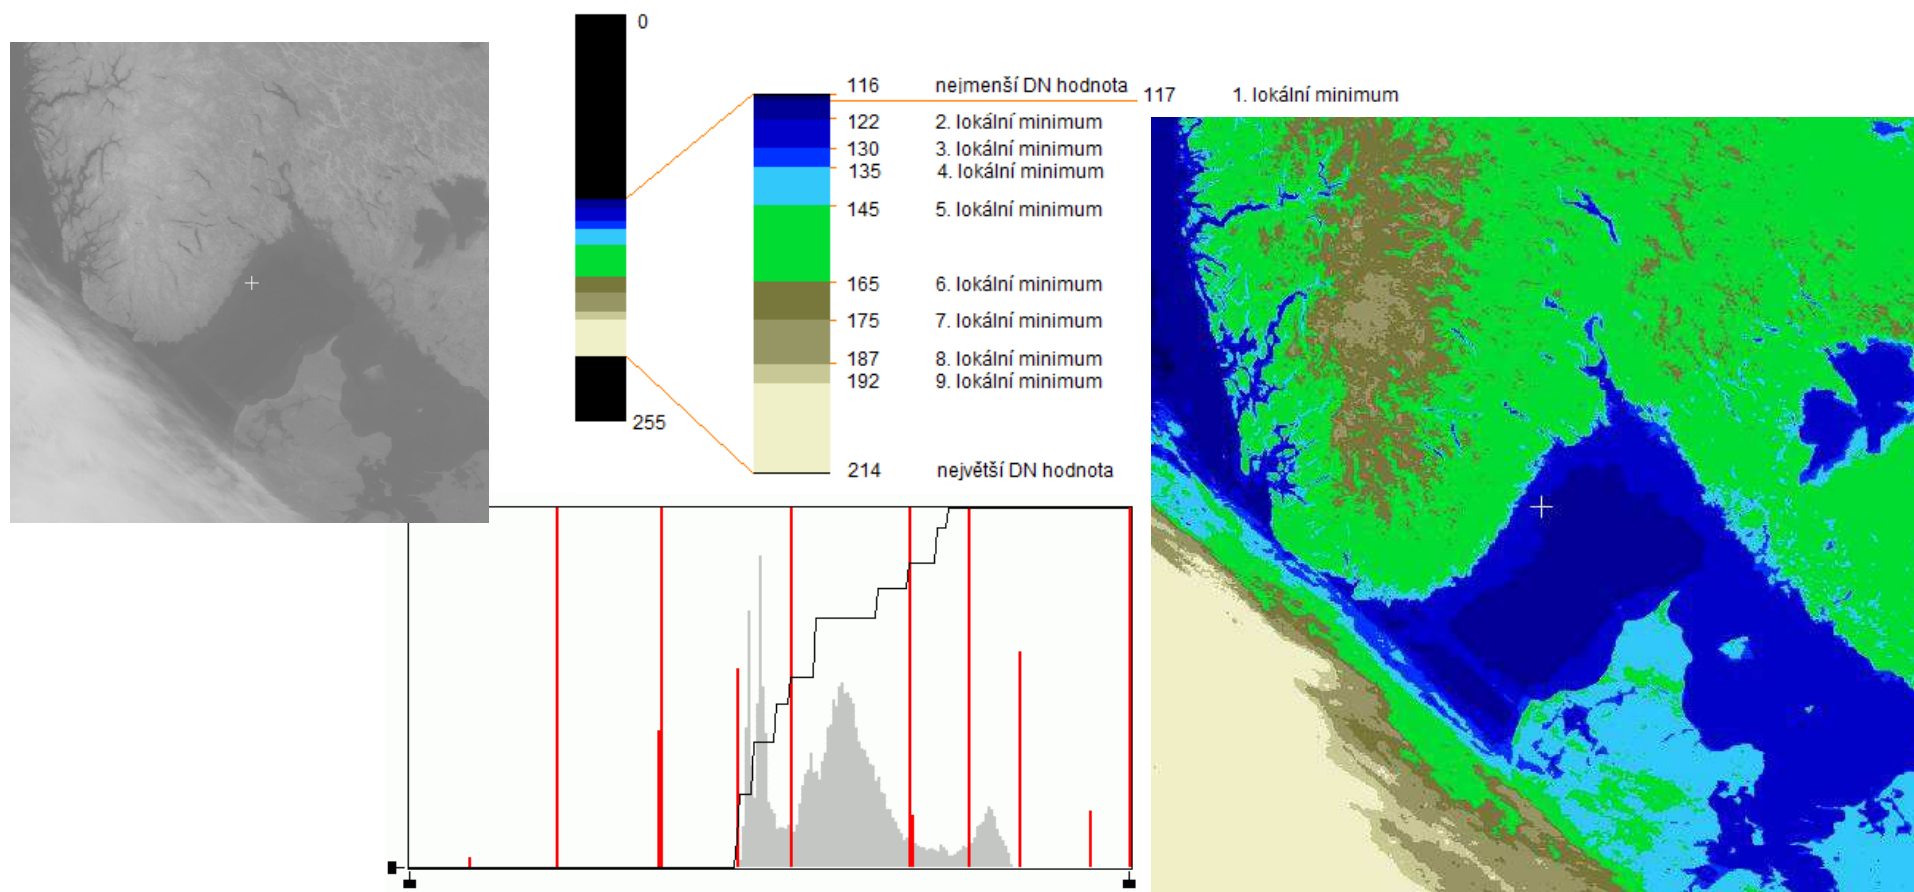 0
116 nejmenší DN hodnota
117 1. lokální minimum
122 2. lokální minimum
130 3. lokální minimum
135 4. lokální minimum
145 5. lokální minimum
165 6. lokální minimum
175 7. lokální minimum
187 8. lokální minimum
192 9. lokální minimum
255
214 největší DN hodnota